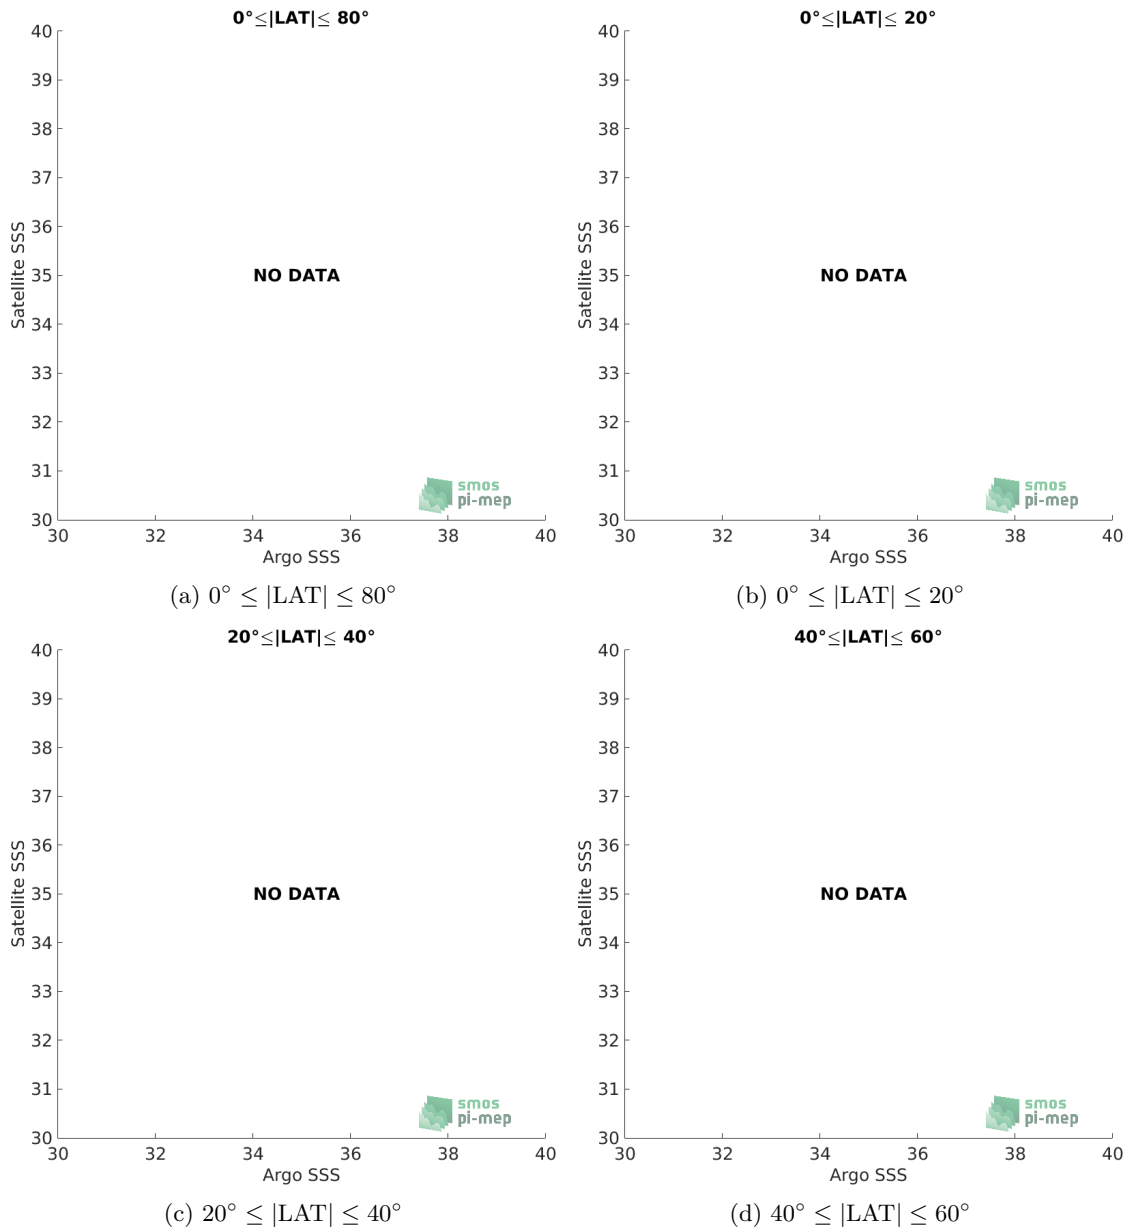 0°≤|LAT|≤ 80°
40
39
38
37
36
35
34
33
32
31
30
Satellite SSS
NO DATA
smos
pi-mep
30 32 34 36 38 40
Argo SSS
(a) 0° ≤ |LAT| ≤ 80°
0°≤|LAT|≤ 20°
40
39
38
37
36
35
34
33
32
31
30
Satellite SSS
NO DATA
smos
pi-mep
30 32 34 36 38 40
Argo SSS
(b) 0° ≤ |LAT| ≤ 20°
20°≤|LAT|≤ 40°
40
39
38
37
36
35
34
33
32
31
30
Satellite SSS
NO DATA
smos
pi-mep
30 32 34 36 38 40
Argo SSS
(c) 20° ≤ |LAT| ≤ 40°
40°≤|LAT|≤ 60°
40
39
38
37
36
35
34
33
32
31
30
Satellite SSS
NO DATA
smos
pi-mep
30 32 34 36 38 40
Argo SSS
(d) 40° ≤ |LAT| ≤ 60°